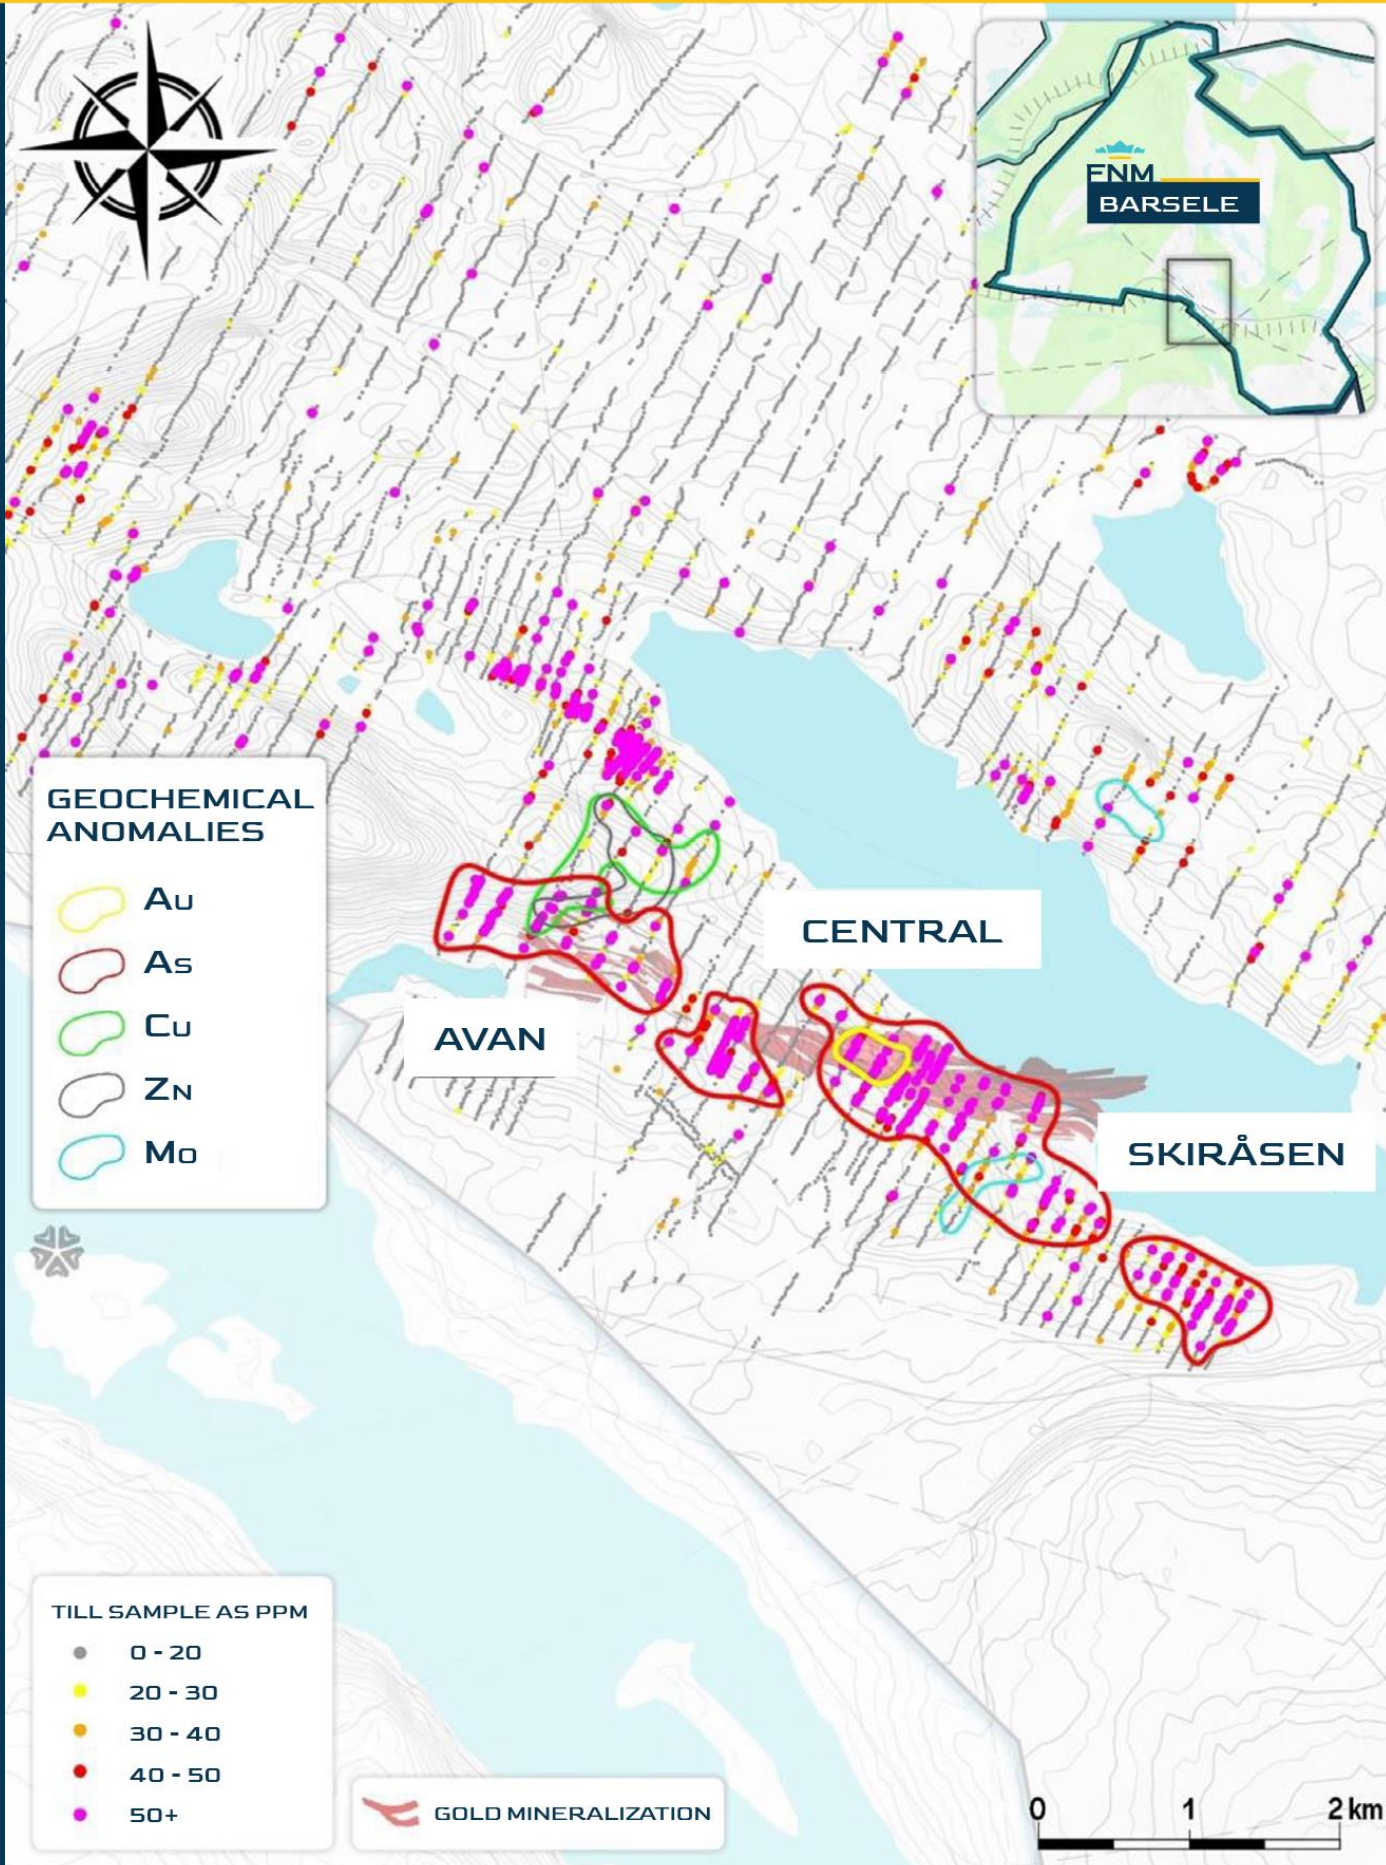 FNM
BARSELE
GEOCHEMICAL
ANOMALIES
Au
As
Cu
Zn
Mo
CENTRAL
AVAN
SKIRÅSEN
TILL SAMPLE AS PPM
0 - 20
20 - 30
30 - 40
40 - 50
50+
GOLD MINERALIZATION
0 1 2 km